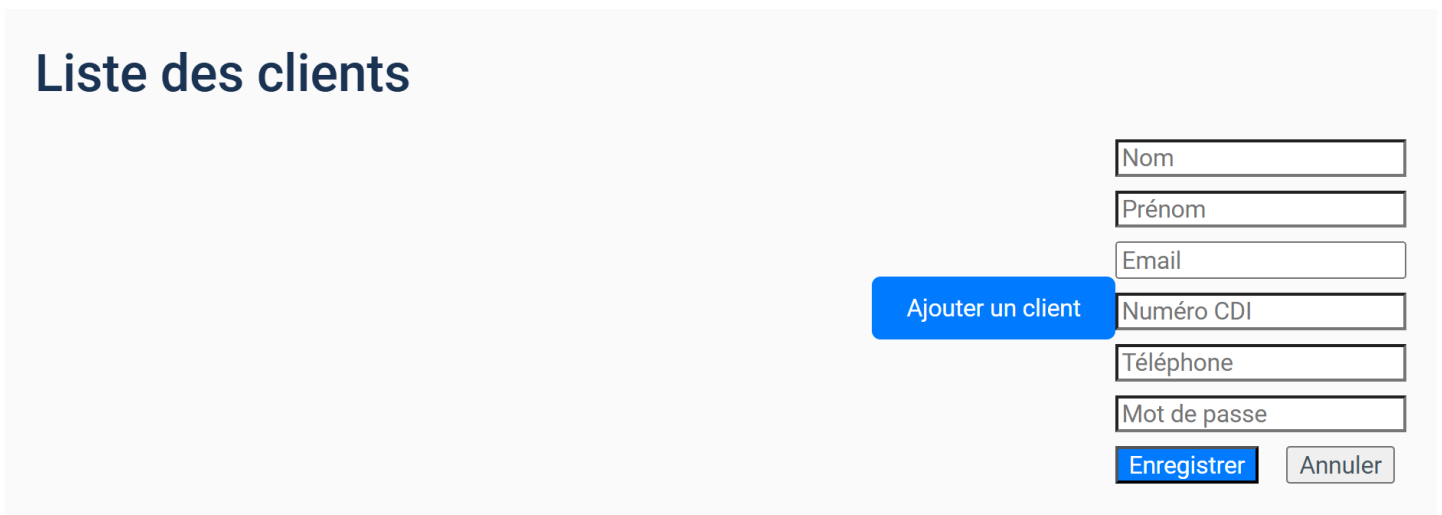 Liste des clients
Nom
Prénom
Email
Ajouter un client
Numéro CDI
Téléphone
Mot de passe
Enregistrer
Annuler